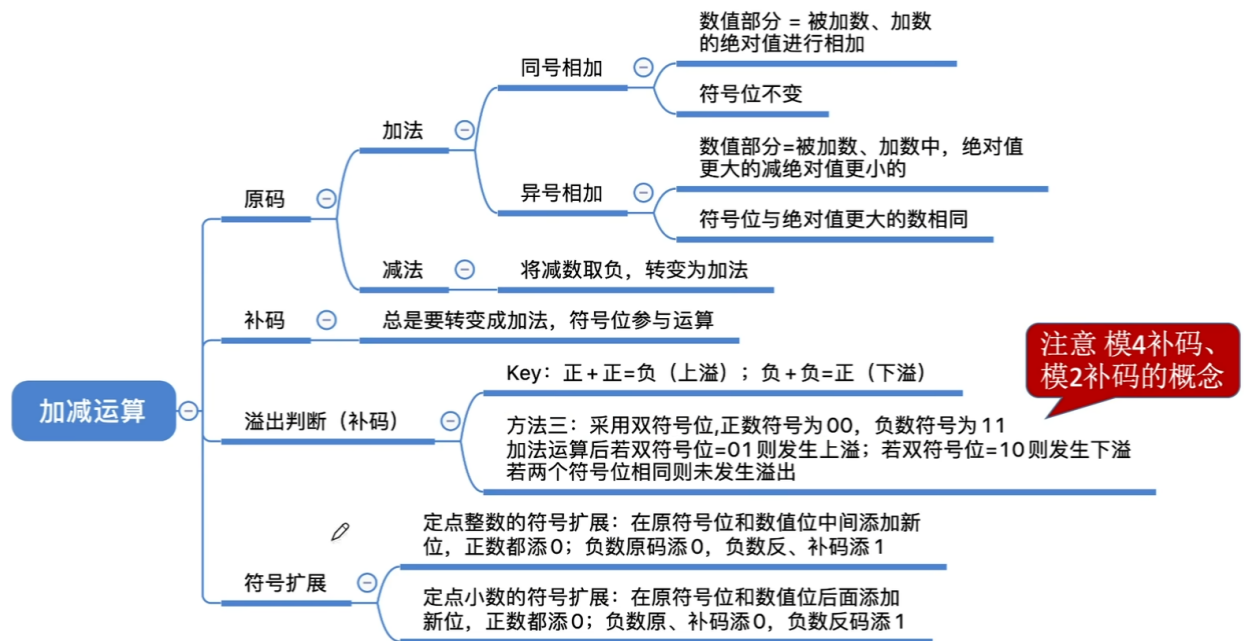 数值部分 = 被加数、加数
的绝对值进行相加
同号相加
符号位不变
加法
数值部分=被加数、加数中，绝对值
更大的减绝对值更小的
异号相加
符号位与绝对值更大的数相同
原码
减法
将减数取负，转变为加法
补码
总是要转变成加法，符号位参与运算
注意 模4补码、
模2补码的概念
Key：正+正=负（上溢）；负+负=正（下溢）
加减运算
溢出判断（补码）
方法三：采用双符号位,正数符号为00，负数符号为11
加法运算后若双符号位=01则发生上溢；若双符号位=10则发生下溢
若两个符号位相同则未发生溢出
定点整数的符号扩展：在原符号位和数值位中间添加新
位，正数都添0；负数原码添0，负数反、补码添1
符号扩展
定点小数的符号扩展：在原符号位和数值位后面添加
新位，正数都添0；负数原、补码添0，负数反码添1